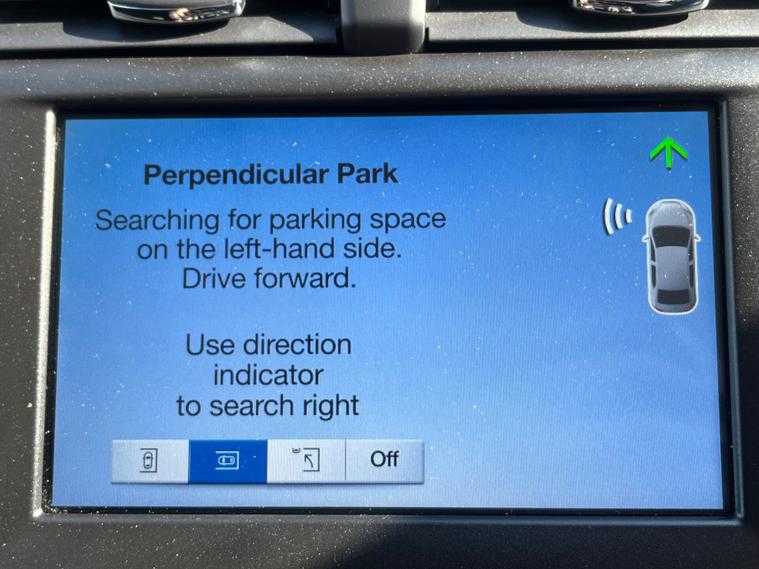 Perpendicular Park
Searching for parking space
on the left-hand side.
Drive forward.
Use direction
indicator
to search right
Off